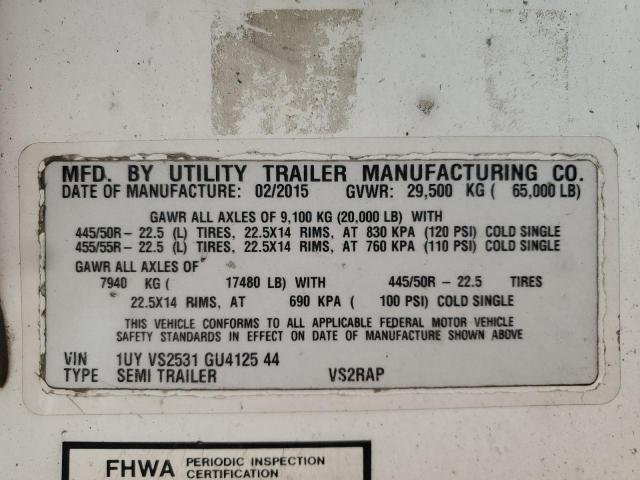 MFD. BY UTILITY TRAILER MANUFACTURING CO.
DATE OF MANUFACTURE: 02/2015 GVWR: 29,500 KG ( 65,000 LB)
GAWR ALL AXLES OF 9,100 KG (20,000 LB) WITH
445/50R- 22.5 (L) TIRES, 22.5X14 RIMS, AT 830 KPA (120 PSI) COLD SINGLE
455/55R- 22.5 (L) TIRES, 22.5X14 RIMS, AT 760 KPA (110 PSI) COLD SINGLE
GAWR ALL AXLES OF
7940 KG ( 17480 LB) WITH 445/50R - 22.5 TIRES
22.5X14 RIMS, AT 690 KPA ( 100 PSI) COLD SINGLE
THIS VEHICLE CONFORMS TO ALL APPLICABLE FEDERAL MOTOR VEHICLE
SAFETY STANDARDS IN EFFECT ON DATE OF MANUFACTURE SHOWN ABOVE
VIN 1UY VS2531 GU4125 44
TYPE SEMI TRAILER VS2RAP
FHWA PERIODIC INSPECTION
CERTIFICATION